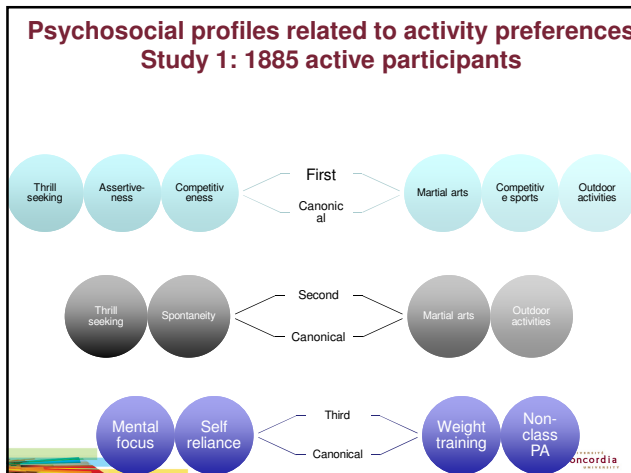 Psychosocial profiles related to activity preferences
Study 1: 1885 active participants
Thrill
seeking
Assertive-
ness
Competitiv
eness
First
Canonic
al
Martial arts
Competitiv
e sports
Outdoor
activities
Thrill
seeking
Spontaneity
Second
Canonical
Martial arts
Outdoor
activities
Mental
focus
Self
reliance
Third
Canonical
Weight
training
Non-
class
PA
oncordia
UNIVERSITY